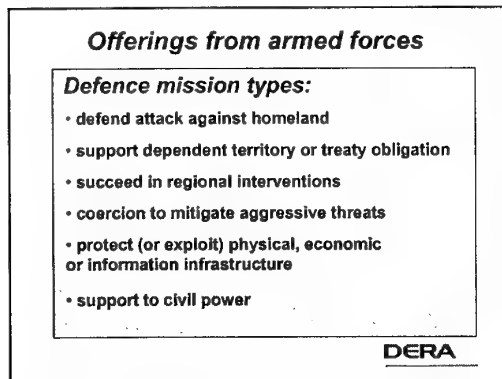 Offerings from armed forces
Defence mission types:
• defend attack against homeland
• support dependent territory or treaty obligation
• succeed in regional interventions
• coercion to mitigate aggressive threats
• protect (or exploit) physical, economic
or information infrastructure
• support to civil power
DERA